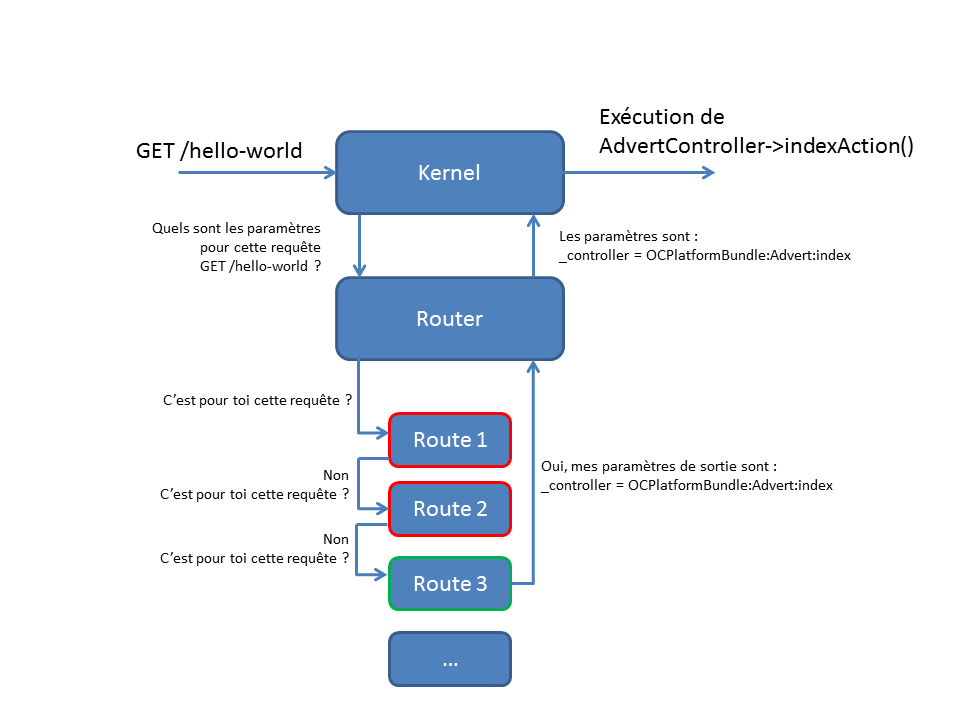 Exécution de
AdvertController->indexAction()
GET /hello-world
Kernel
Quels sont les paramètres
pour cette requête
GET /hello-world ?
Les paramètres sont :
_controller = OCPlatformBundle:Advert:index
Router
C’est pour toi cette requête ?
Route 1
Non
C’est pour toi cette requête ?
Oui, mes paramètres de sortie sont :
_controller = OCPlatformBundle:Advert:index
Route 2
Non
C’est pour toi cette requête ?
Route 3
...